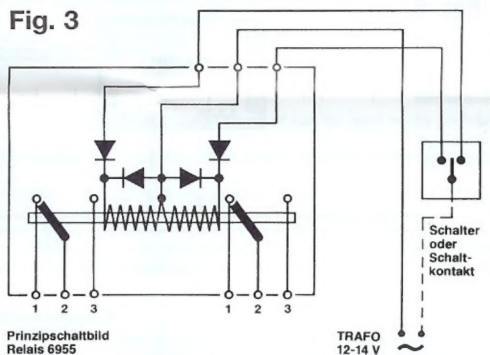 Fig. 3
Schalter
oder
Schalt-
kontakt
1 2 3 1 2 3
Prinzipschaltbild
Relais 6955
TRAFO
12-14 V ~